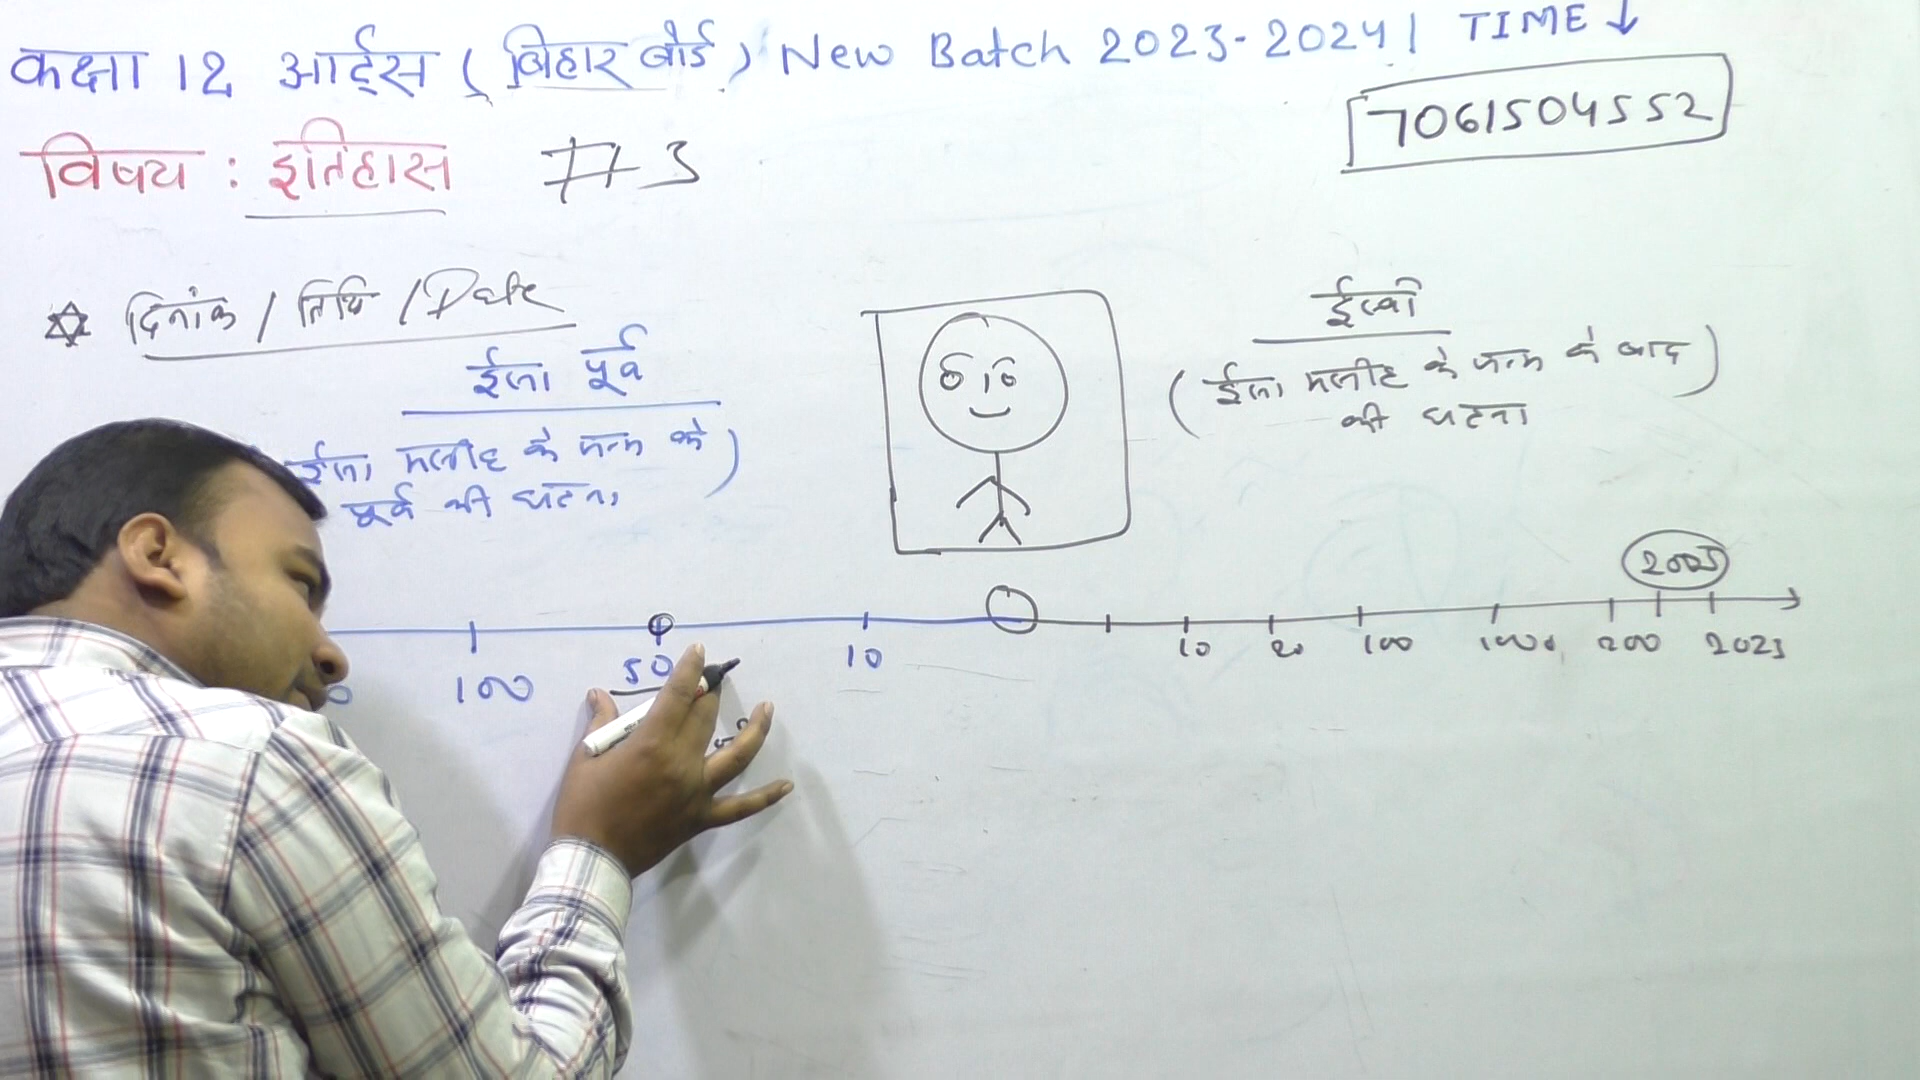 कक्षा 12 आर्ट्स ( बिहार बोर्ड ) New Batch 2023-2024 | TIME ↓
7061504552
विषय : इतिहास # 3
दिनांक / तिथि / Date
ईसा पूर्व
ईसा मसीह के जन्म के )
पूर्व की घटना
ईस्वी
( ईसा मसीह के जन्म के बाद )
की घटना
2005
100 50 10 10 20 100 1000 200 2023